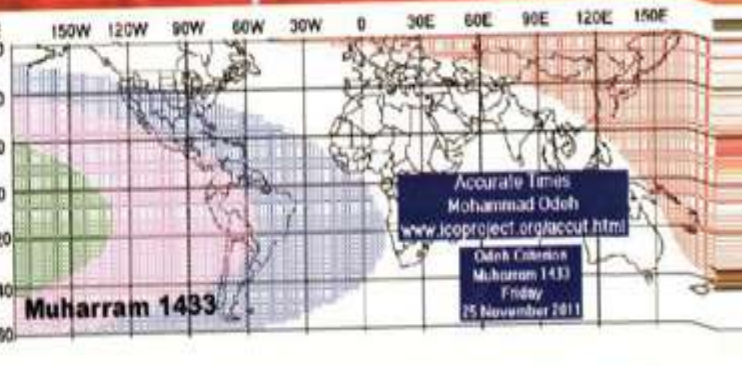 150W 120W 90W 60W 30W 0 30E 60E 90E 120E 150E
Accurate Times
Mohammad Odeh
www.icoproject.org/accut.html
Odeh Criterion
Muharram 1433
Friday
25 November 2011
20
Muharram 1433